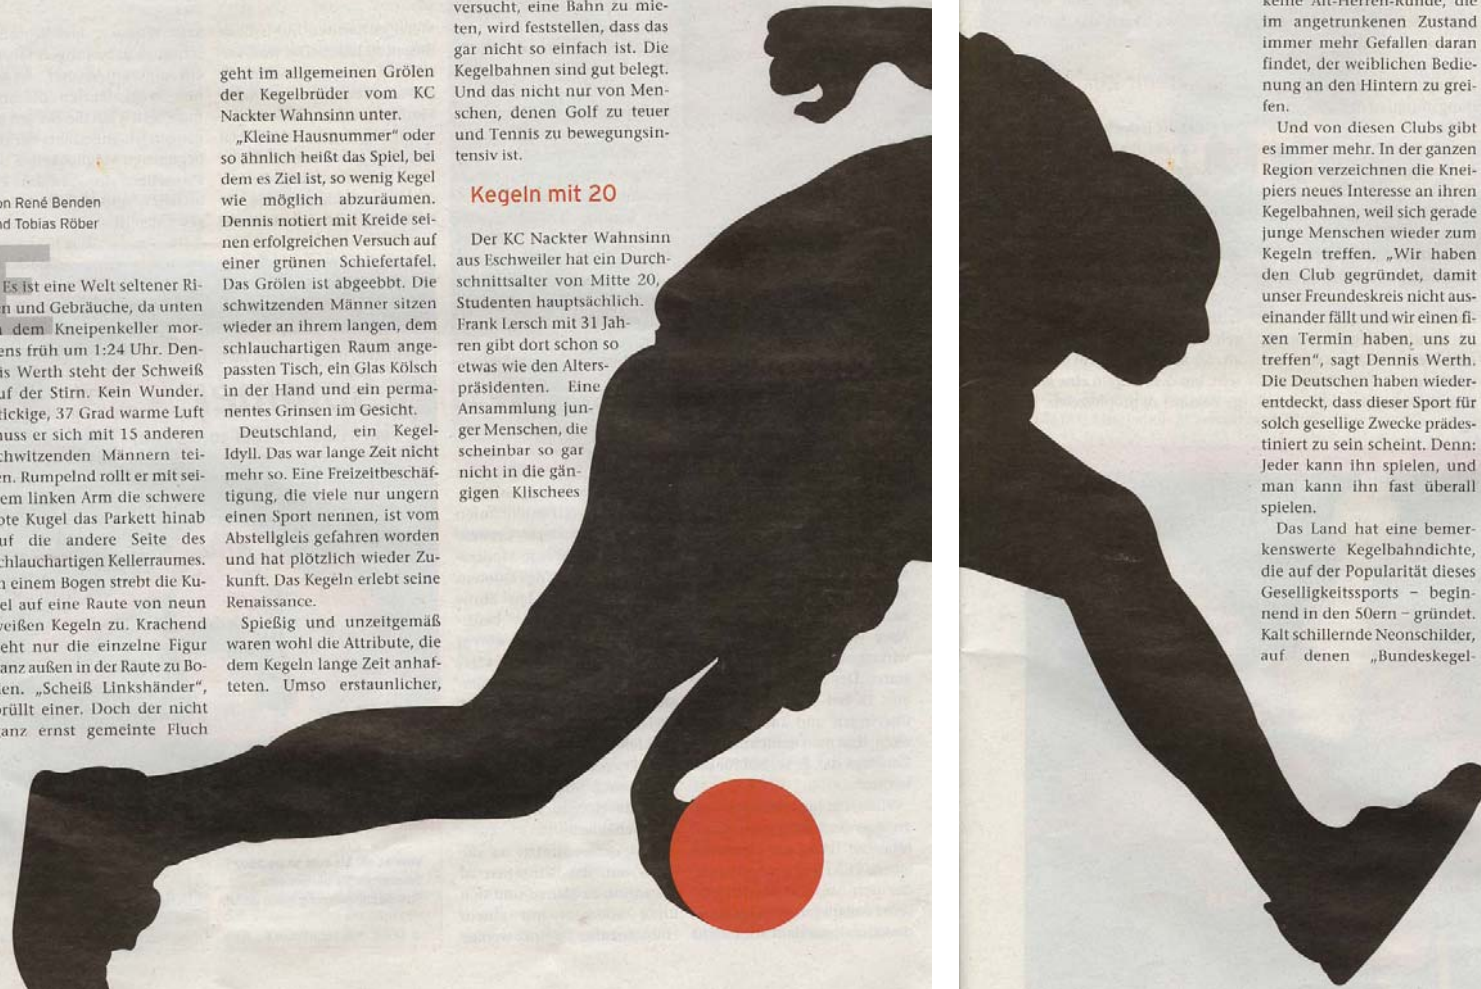 on René Benden
nd Tobias Röber
Es ist eine Welt seltener Ri-
n und Gebräuche, da unten
n dem Kneipenkeller mor-
ens früh um 1:24 Uhr. Den-
is Werth steht der Schweiß
uf der Stirn. Kein Wunder.
tickige, 37 Grad warme Luft
nuss er sich mit 15 anderen
chwitzenden Männern tei-
en. Rumpelnd rollt er mit sei-
em linken Arm die schwere
ote Kugel das Parkett hinab
uf die andere Seite des
chlauchartigen Kellerraumes.
n einem Bogen strebt die Ku-
el auf eine Raute von neun
veißen Kegeln zu. Krachend
eht nur die einzelne Figur
anz außen in der Raute zu Bo-
en. „Scheiß Linkshänder“,
rüllt einer. Doch der nicht
anz ernst gemeinte Fluch
geht im allgemeinen Grölen
der Kegelbrüder vom KC
Nackter Wahnsinn unter.
„Kleine Hausnummer“ oder
so ähnlich heißt das Spiel, bei
dem es Ziel ist, so wenig Kegel
wie möglich abzuräumen.
Dennis notiert mit Kreide sei-
nen erfolgreichen Versuch auf
einer grünen Schiefertafel.
Das Grölen ist abgeebbt. Die
schwitzenden Männer sitzen
wieder an ihrem langen, dem
schlauchartigen Raum ange-
passten Tisch, ein Glas Kölsch
in der Hand und ein perma-
nentes Grinsen im Gesicht.
Deutschland, ein Kegel-
Idyll. Das war lange Zeit nicht
mehr so. Eine Freizeitbeschäf-
tigung, die viele nur ungern
einen Sport nennen, ist vom
Abstellgleis gefahren worden
und hat plötzlich wieder Zu-
kunft. Das Kegeln erlebt seine
Renaissance.
Spießig und unzeitgemäß
waren wohl die Attribute, die
dem Kegeln lange Zeit anhaf-
teten. Umso erstaunlicher,
versucht, eine Bahn zu mie-
ten, wird feststellen, dass das
gar nicht so einfach ist. Die
Kegelbahnen sind gut belegt.
Und das nicht nur von Men-
schen, denen Golf zu teuer
und Tennis zu bewegungsin-
tensiv ist.
Kegeln mit 20
Der KC Nackter Wahnsinn
aus Eschweiler hat ein Durch-
schnittsalter von Mitte 20,
Studenten hauptsächlich.
Frank Lersch mit 31 Jah-
ren gibt dort schon so
etwas wie den Alters-
präsidenten. Eine
Ansammlung jun-
ger Menschen, die
scheinbar so gar
nicht in die gän-
gigen Klischees
keine Alt-Herren-Runde, die
im angetrunkenen Zustand
immer mehr Gefallen daran
findet, der weiblichen Bedie-
nung an den Hintern zu grei-
fen.
Und von diesen Clubs gibt
es immer mehr. In der ganzen
Region verzeichnen die Knei-
piers neues Interesse an ihren
Kegelbahnen, weil sich gerade
junge Menschen wieder zum
Kegeln treffen. „Wir haben
den Club gegründet, damit
unser Freundeskreis nicht aus-
einander fällt und wir einen fi-
xen Termin haben, uns zu
treffen“, sagt Dennis Werth.
Die Deutschen haben wieder-
entdeckt, dass dieser Sport für
solch gesellige Zwecke prädes-
tiniert zu sein scheint. Denn:
Jeder kann ihn spielen, und
man kann ihn fast überall
spielen.
Das Land hat eine bemer-
kenswerte Kegelbahndichte,
die auf der Popularität dieses
Geselligkeitssports – begin-
nend in den 50ern – gründet.
Kalt schillernde Neonschilder,
auf denen „Bundeskegel-